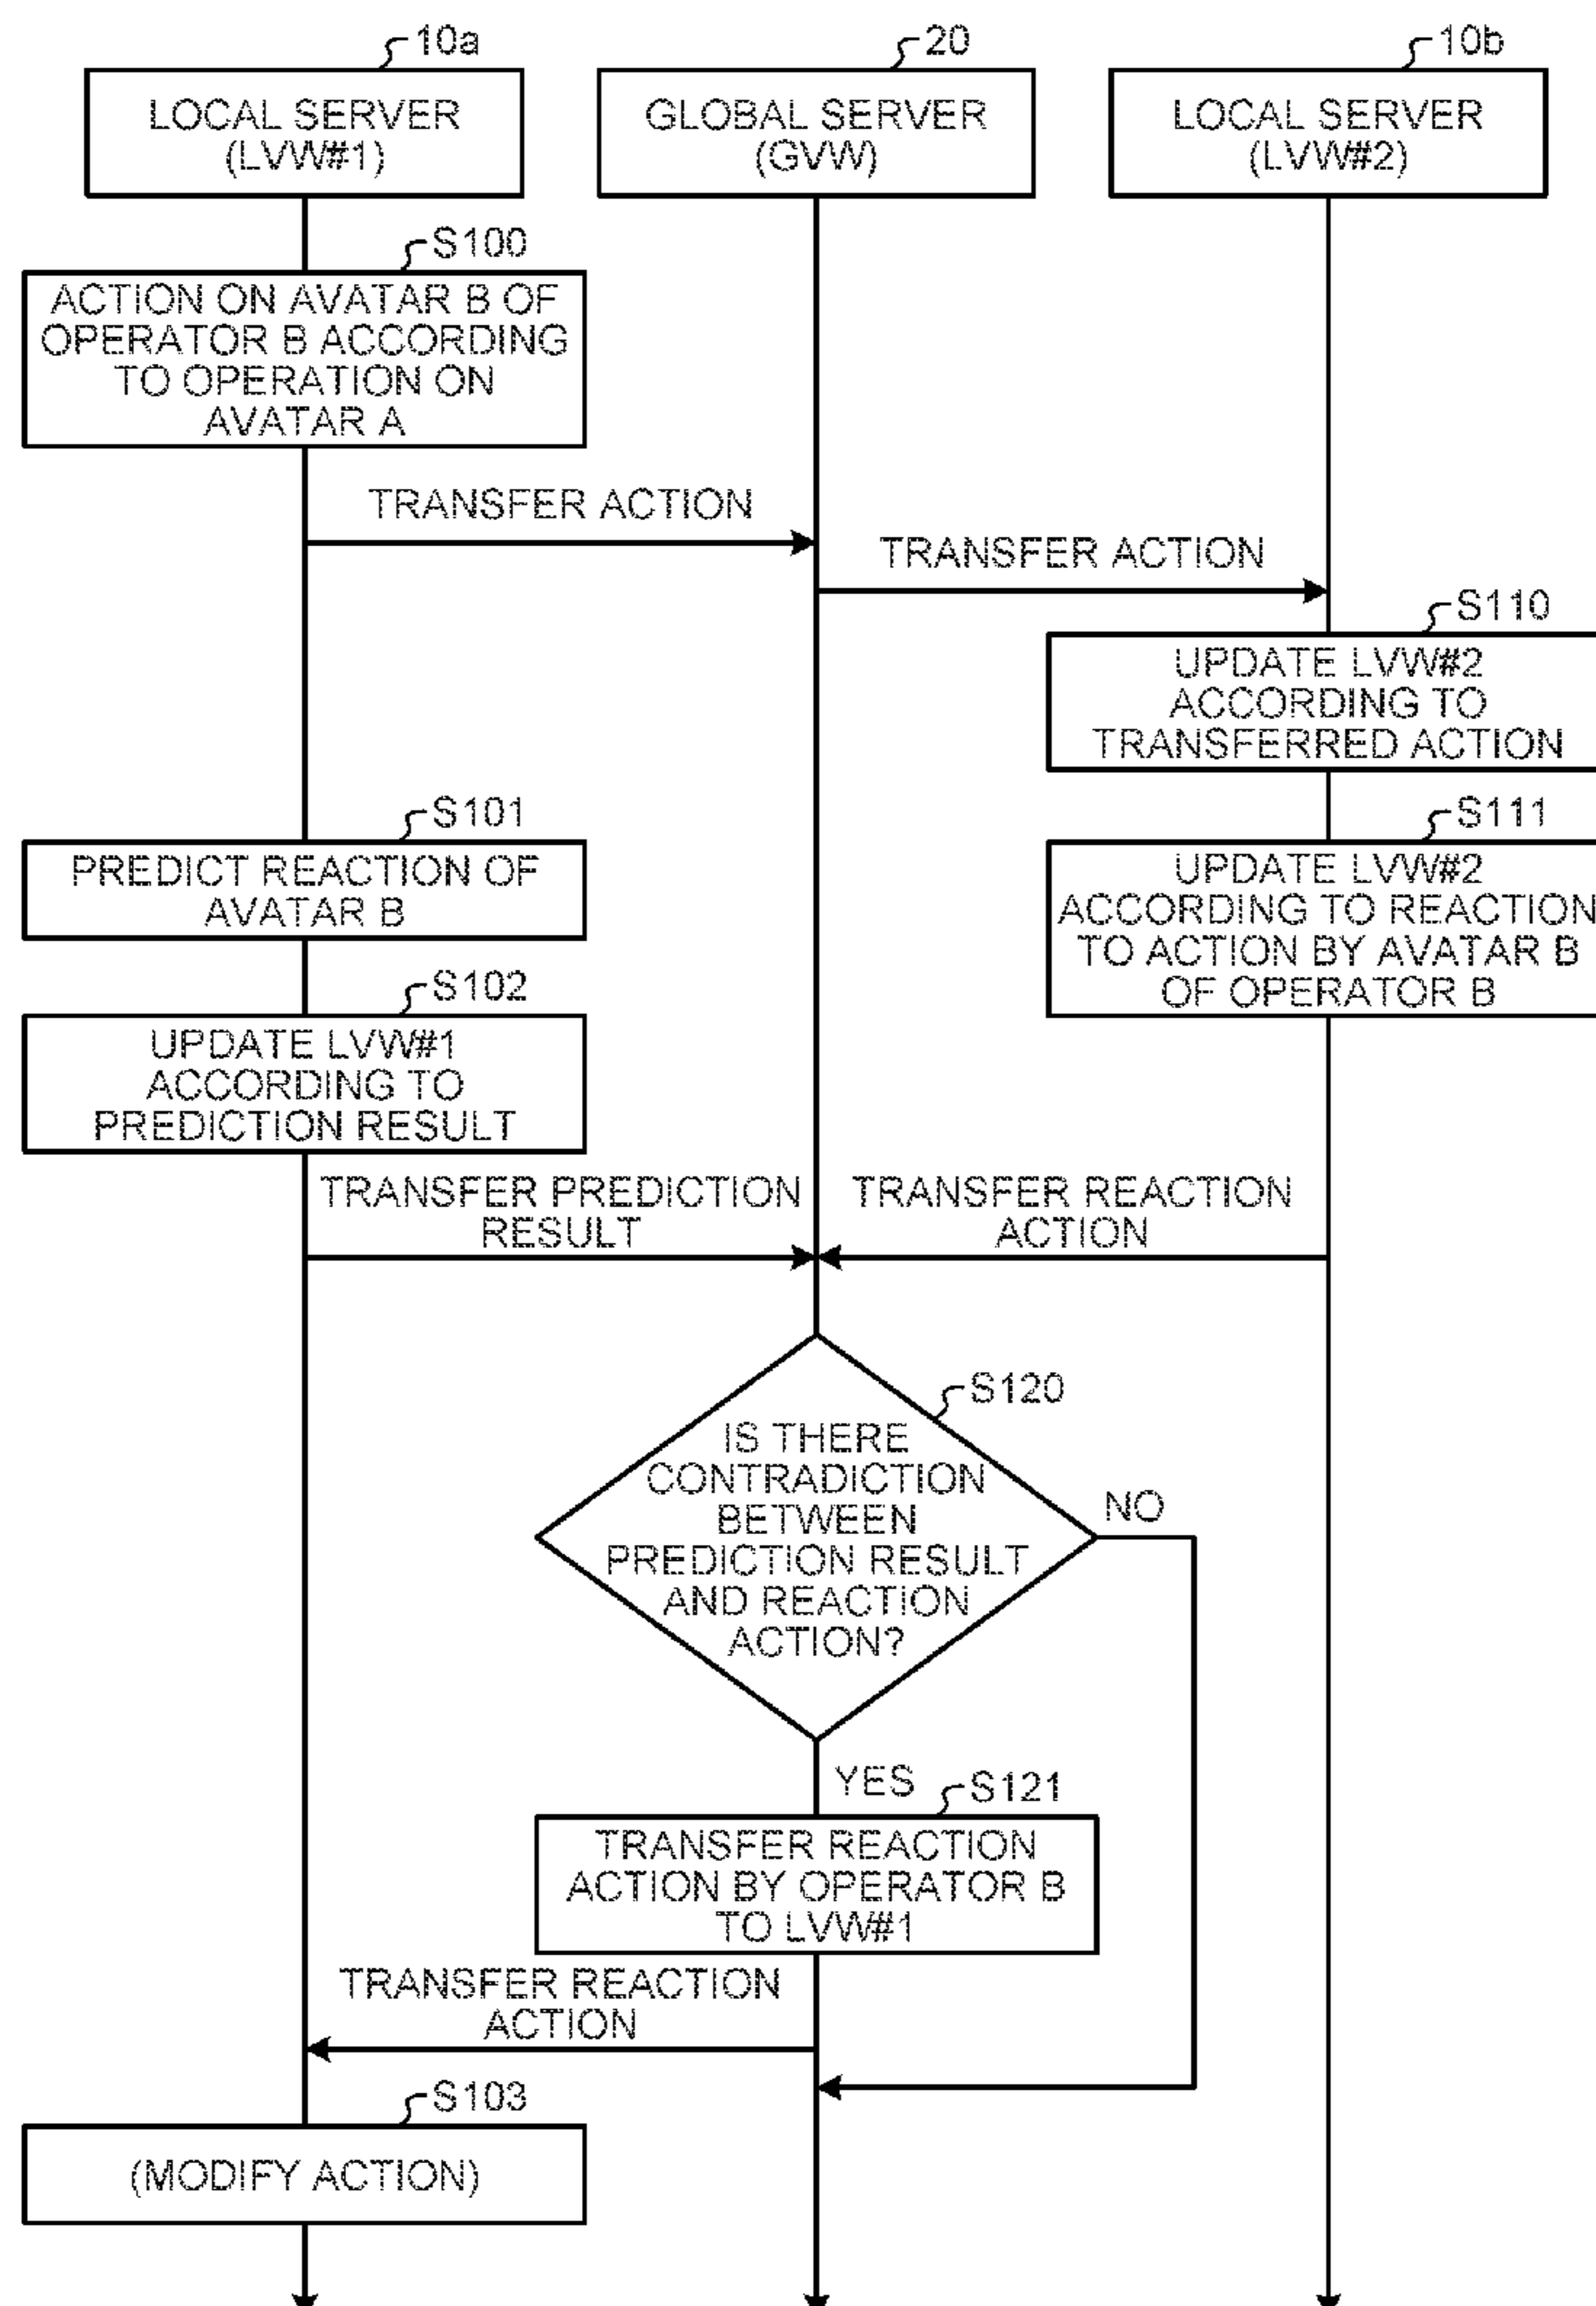 10a
20
10b
LOCAL SERVER
(LVW#1)
GLOBAL SERVER
(GVW)
LOCAL SERVER
(LVW#2)
S100
ACTION ON AVATAR B OF
OPERATOR B ACCORDING
TO OPERATION ON
AVATAR A
TRANSFER ACTION
TRANSFER ACTION
S110
UPDATE LVW#2
ACCORDING TO
TRANSFERRED ACTION
S101
PREDICT REACTION OF
AVATAR B
S111
UPDATE LVW#2
ACCORDING TO REACTION
TO ACTION BY AVATAR B
OF OPERATOR B
S102
UPDATE LVW#1
ACCORDING TO
PREDICTION RESULT
TRANSFER PREDICTION
RESULT
TRANSFER REACTION
ACTION
S120
IS THERE
CONTRADICTION
BETWEEN
PREDICTION RESULT
AND REACTION
ACTION?
NO
YES
S121
TRANSFER REACTION
ACTION BY OPERATOR B
TO LVW#1
TRANSFER REACTION
ACTION
S103
(MODIFY ACTION)